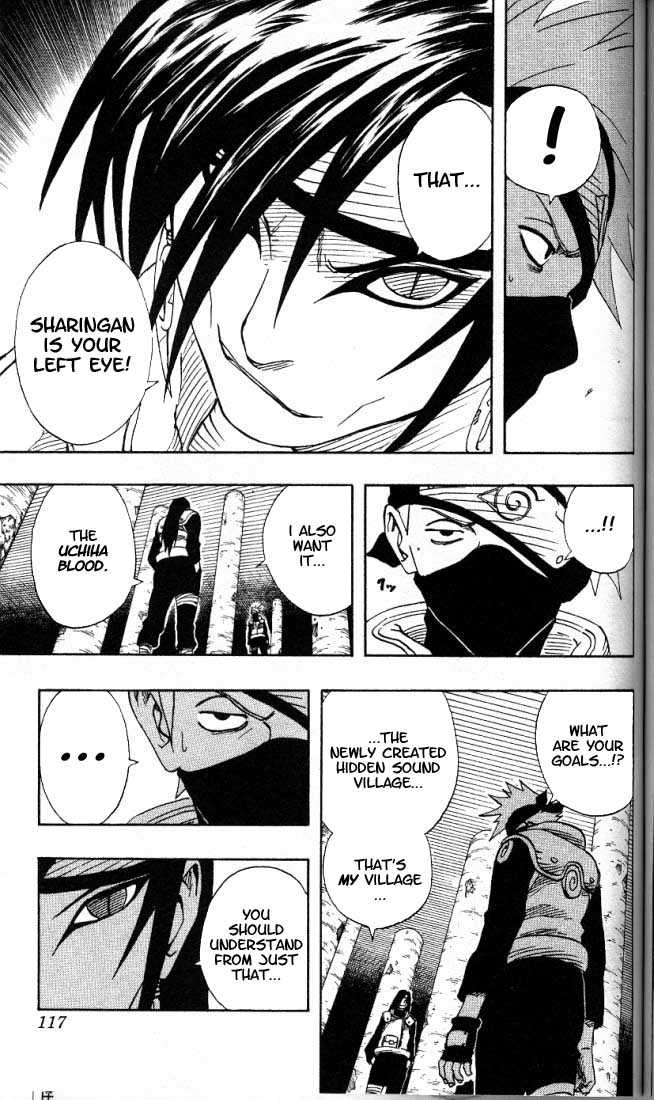 !
THAT...
SHARINGAN
IS YOUR
LEFT EYE!
...!!
I ALSO
WANT
IT...
THE
UCHIHA
BLOOD.
WHAT
ARE YOUR
GOALS...!?
...THE
NEWLY CREATED
HIDDEN SOUND
VILLAGE...
THAT'S
MY VILLAGE
...
...
YOU
SHOULD
UNDERSTAND
FROM JUST
THAT...
117